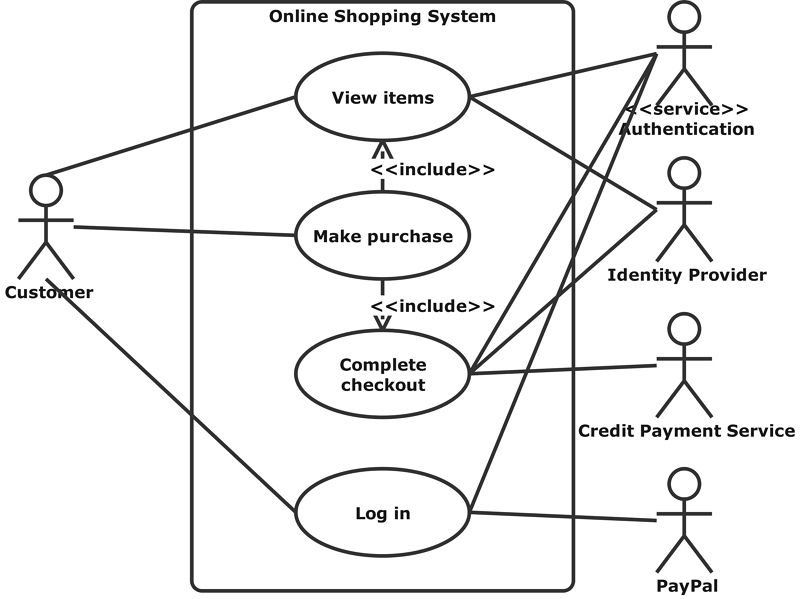 Online Shopping System
View items
<<service>>
Authentication
<<include>>
Make purchase
Identity Provider
Customer
<<include>>
Complete
checkout
Credit Payment Service
Log in
PayPal